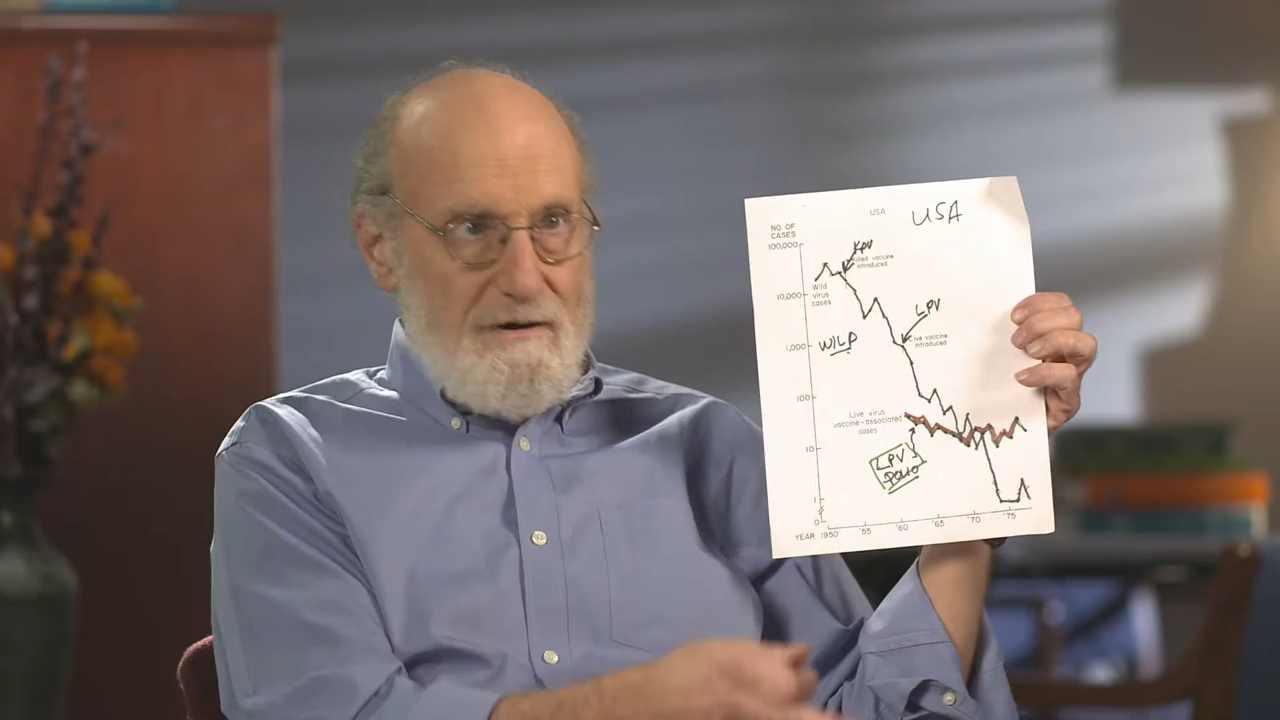 USA
USA
NO. OF
CASES
100,000
KPV
Killed vaccine
introduced
Wild
virus
cases
10,000
LPV
Live vaccine
introduced
WILD
1,000
100
Live virus
vaccine-associated
cases
10
LPV
POLIO
1
0
YEAR 1950 '55 '60 '65 '70 '75